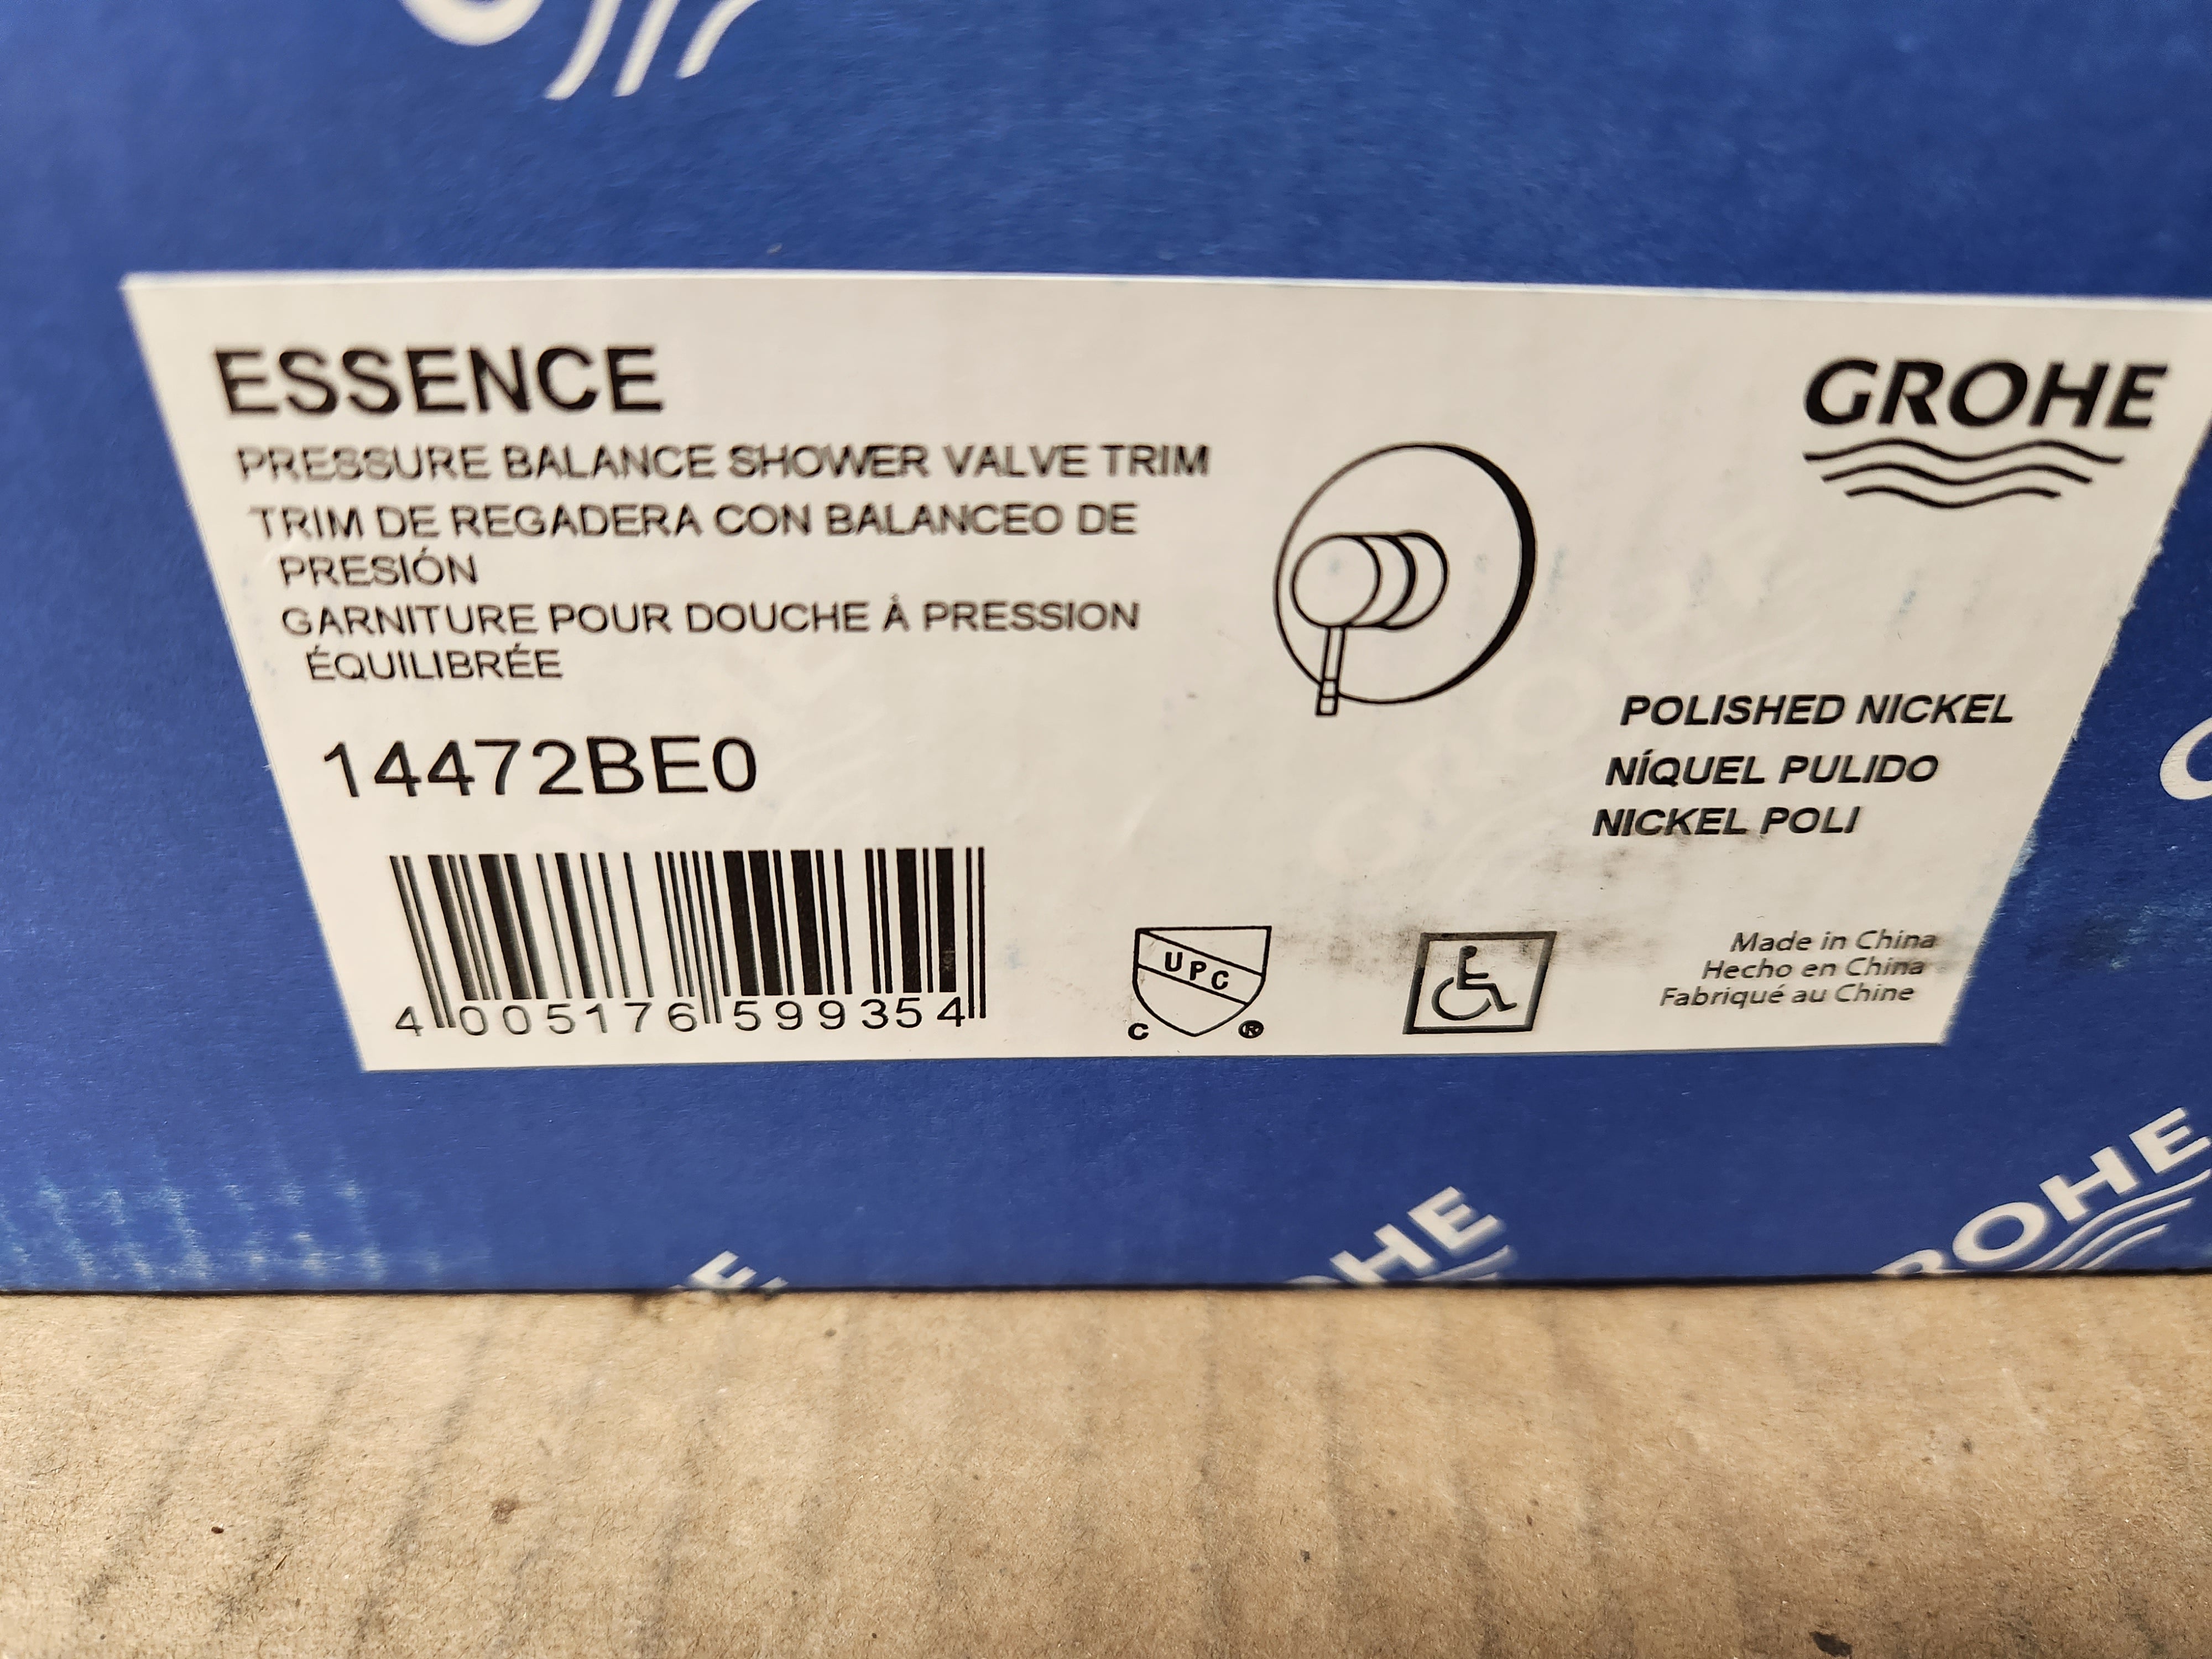 ESSENCE
PRESSURE BALANCE SHOWER VALVE TRIM
TRIM DE REGADERA CON BALANCEO DE
PRESIÓN
GARNITURE POUR DOUCHE À PRESSION
ÉQUILIBRÉE
14472BE0
4 005176 599354
GROHE
POLISHED NICKEL
NÍQUEL PULIDO
NICKEL POLI
UPC
C ®
Made in China
Hecho en China
Fabriqué au Chine